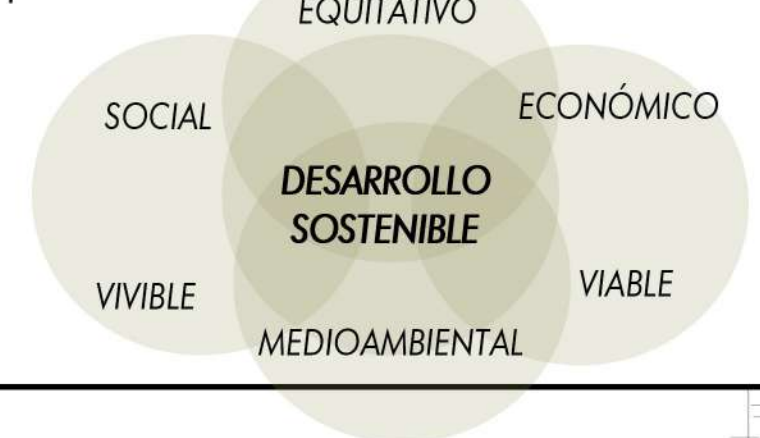 EQUITATIVO
SOCIAL
ECONÓMICO
DESARROLLO
SOSTENIBLE
VIVIBLE
VIABLE
MEDIOAMBIENTAL